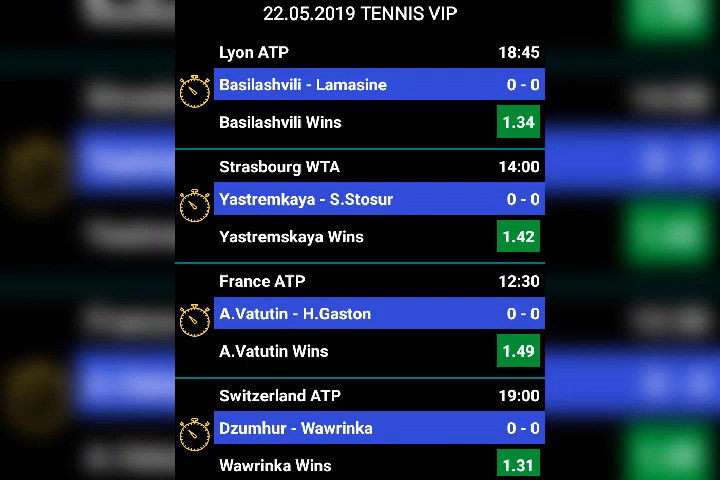 22.05.2019 TENNIS VIP
Lyon ATP 18:45
Basilashvili - Lamasine 0 - 0
Basilashvili Wins 1.34
Strasbourg WTA 14:00
Yastremkaya - S.Stosur 0 - 0
Yastremskaya Wins 1.42
France ATP 12:30
A.Vatutin - H.Gaston 0 - 0
A.Vatutin Wins 1.49
Switzerland ATP 19:00
Dzumhur - Wawrinka 0 - 0
Wawrinka Wins 1.31